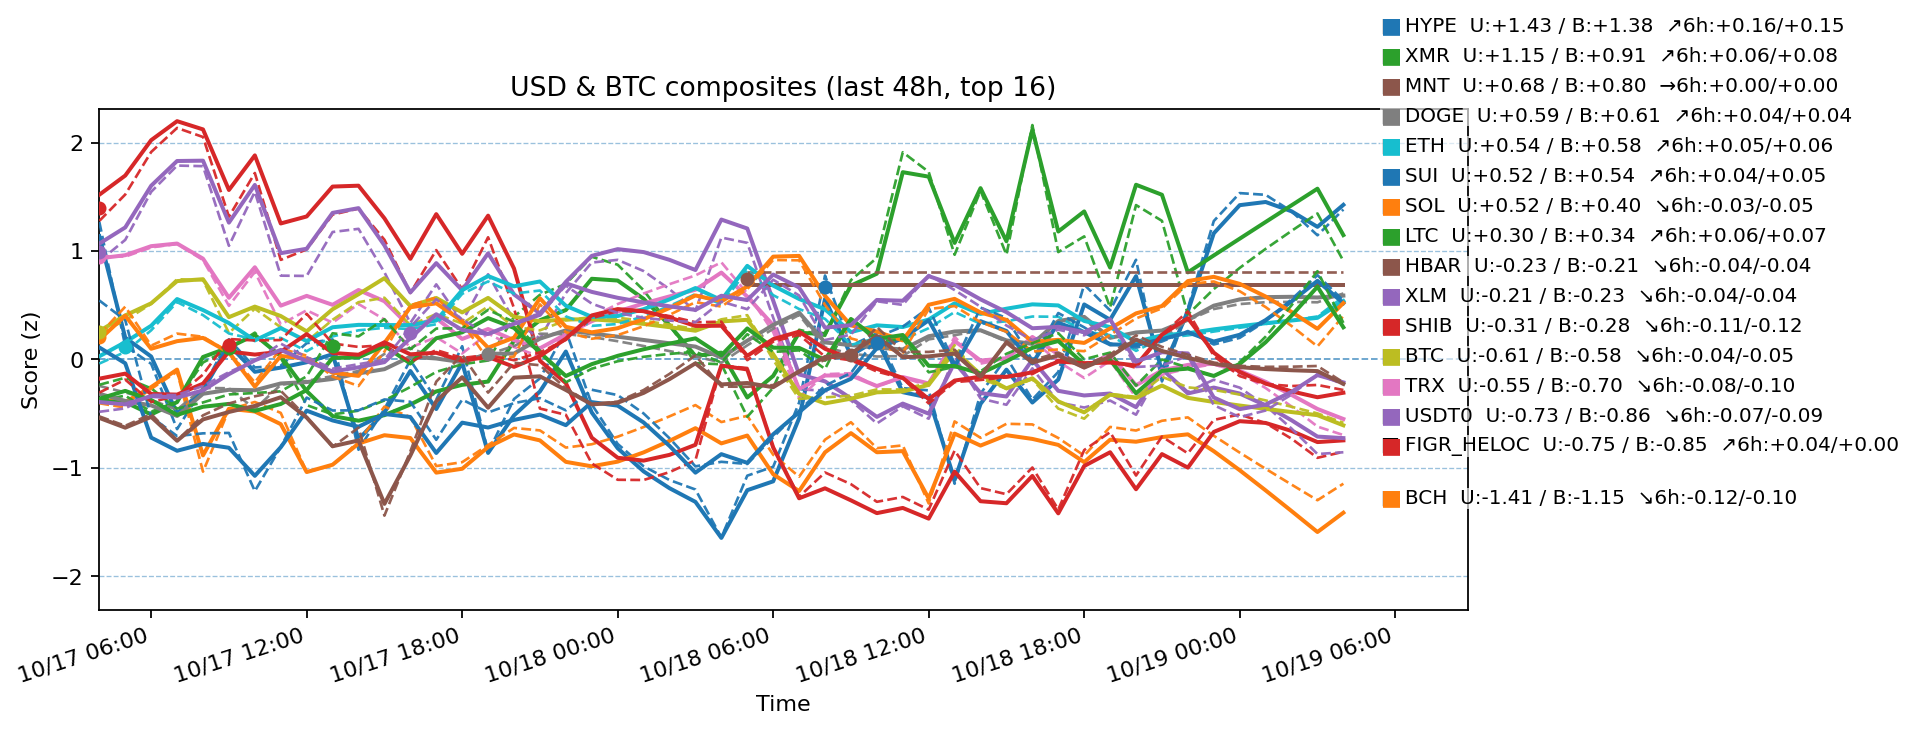 USD & BTC composites (last 48h, top 16)
HYPE  U:+1.43 / B:+1.38  ↗6h:+0.16/+0.15
XMR  U:+1.15 / B:+0.91  ↗6h:+0.06/+0.08
MNT  U:+0.68 / B:+0.80  →6h:+0.00/+0.00
DOGE  U:+0.59 / B:+0.61  ↗6h:+0.04/+0.04
ETH  U:+0.54 / B:+0.58  ↗6h:+0.05/+0.06
SUI  U:+0.52 / B:+0.54  ↗6h:+0.04/+0.05
SOL  U:+0.52 / B:+0.40  ↘6h:-0.03/-0.05
LTC  U:+0.30 / B:+0.34  ↗6h:+0.06/+0.07
HBAR  U:-0.23 / B:-0.21  ↘6h:-0.04/-0.04
XLM  U:-0.21 / B:-0.23  ↘6h:-0.04/-0.04
SHIB  U:-0.31 / B:-0.28  ↘6h:-0.11/-0.12
BTC  U:-0.61 / B:-0.58  ↘6h:-0.04/-0.05
TRX  U:-0.55 / B:-0.70  ↘6h:-0.08/-0.10
USDT0  U:-0.73 / B:-0.86  ↘6h:-0.07/-0.09
FIGR_HELOC  U:-0.75 / B:-0.85  ↗6h:+0.04/+0.00
BCH  U:-1.41 / B:-1.15  ↘6h:-0.12/-0.10
Score (z)
2
1
0
−1
−2
10/17 06:00
10/17 12:00
10/17 18:00
10/18 00:00
10/18 06:00
10/18 12:00
10/18 18:00
10/19 00:00
10/19 06:00
Time